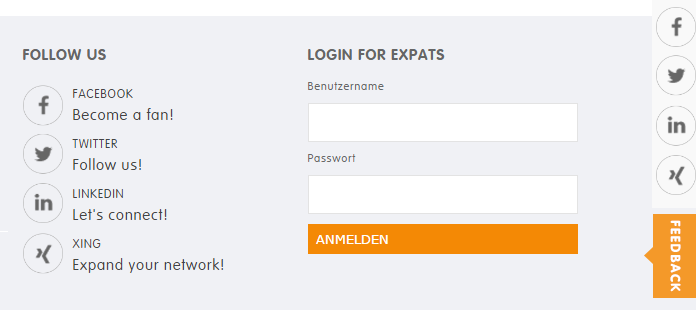 FOLLOW US
FACEBOOK
Become a fan!
TWITTER
Follow us!
LINKEDIN
Let's connect!
XING
Expand your network!
LOGIN FOR EXPATS
Benutzername
Passwort
ANMELDEN
FEEDBACK